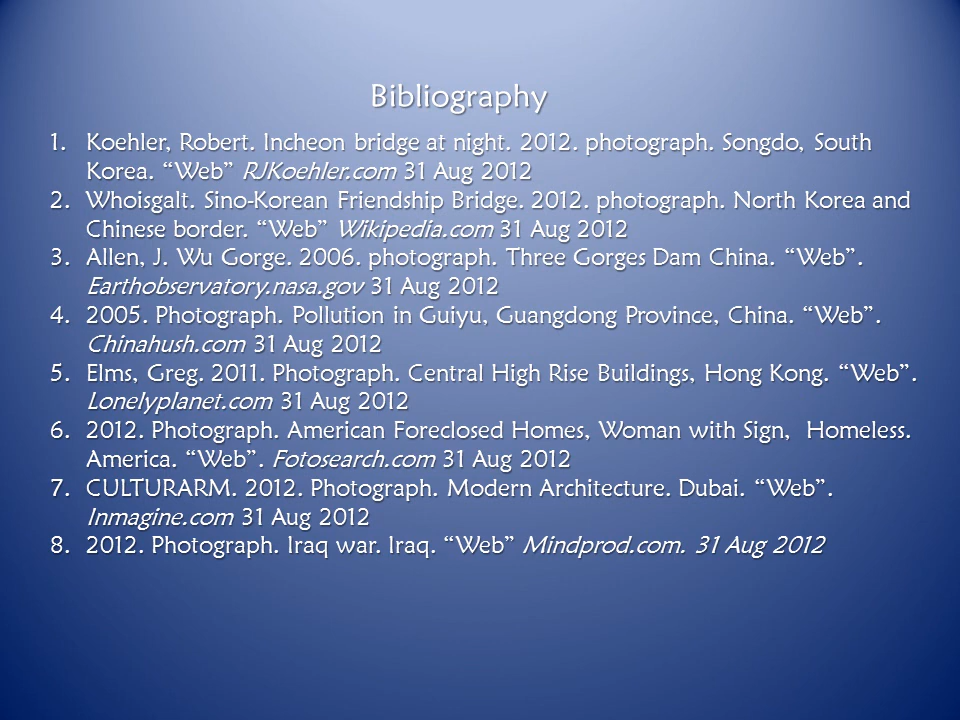 Bibliography
1. Koehler, Robert. Incheon bridge at night. 2012. photograph. Songdo, South
Korea. “Web” RJKoehler.com 31 Aug 2012
2. Whoisgalt. Sino-Korean Friendship Bridge. 2012. photograph. North Korea and
Chinese border. “Web” Wikipedia.com 31 Aug 2012
3. Allen, J. Wu Gorge. 2006. photograph. Three Gorges Dam China. “Web”.
Earthobservatory.nasa.gov 31 Aug 2012
4. 2005. Photograph. Pollution in Guiyu, Guangdong Province, China. “Web”.
Chinahush.com 31 Aug 2012
5. Elms, Greg. 2011. Photograph. Central High Rise Buildings, Hong Kong. “Web”.
Lonelyplanet.com 31 Aug 2012
6. 2012. Photograph. American Foreclosed Homes, Woman with Sign, Homeless.
America. “Web”. Fotosearch.com 31 Aug 2012
7. CULTURARM. 2012. Photograph. Modern Architecture. Dubai. “Web”.
Inmagine.com 31 Aug 2012
8. 2012. Photograph. Iraq war. Iraq. “Web” Mindprod.com. 31 Aug 2012